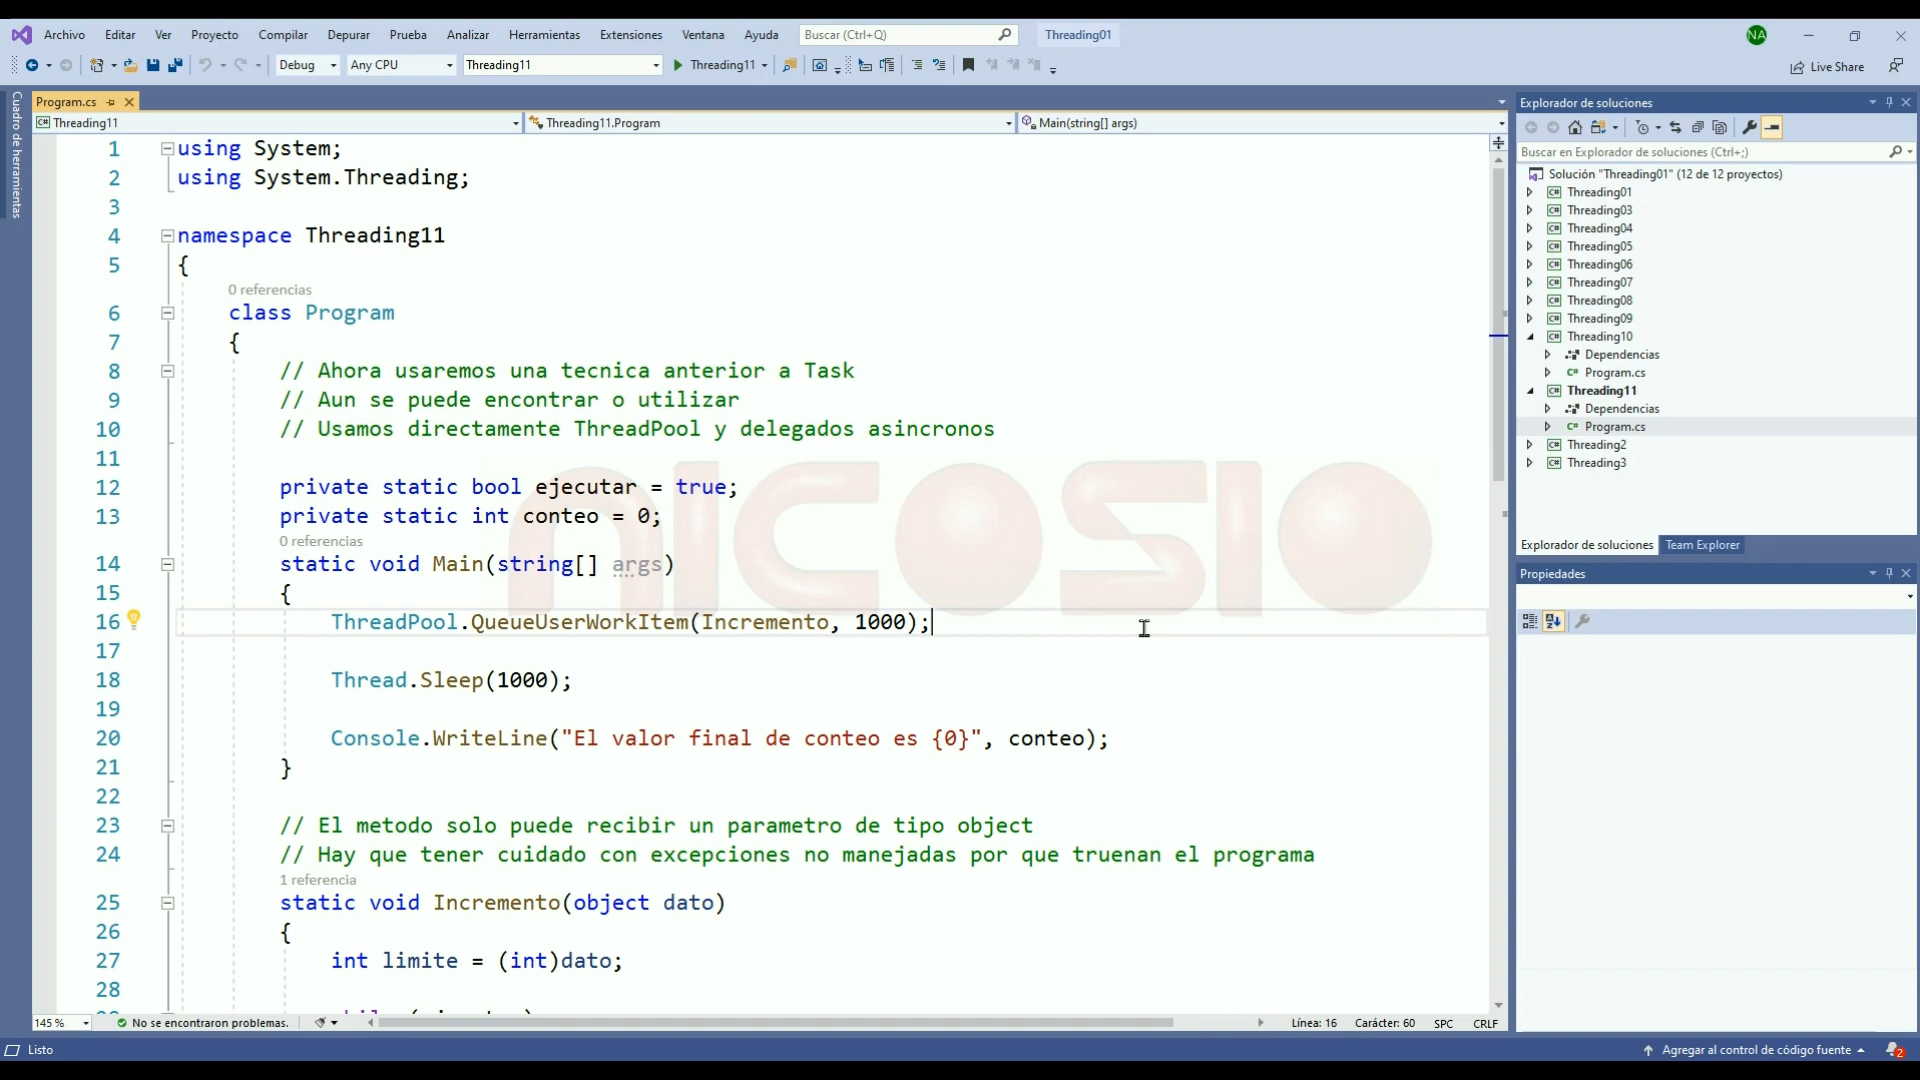 Archivo Editar Ver Proyecto Compilar Depurar Prueba Analizar Herramientas Extensiones Ventana Ayuda Buscar (Ctrl+Q) Threading01 NA
Debug Any CPU Threading11 Threading11 Live Share
Cuadro de herramientas
Program.cs
Threading11 Threading11.Program Main(string[] args)
1 using System;
2 using System.Threading;
3
4 namespace Threading11
5 {
0 referencias
6 class Program
7 {
8 // Ahora usaremos una tecnica anterior a Task
9 // Aun se puede encontrar o utilizar
10 // Usamos directamente ThreadPool y delegados asincronos
11
12 private static bool ejecutar = true;
13 private static int conteo = 0;
0 referencias
14 static void Main(string[] args)
15 {
16 ThreadPool.QueueUserWorkItem(Incremento, 1000);
17
18 Thread.Sleep(1000);
19
20 Console.WriteLine("El valor final de conteo es {0}", conteo);
21 }
22
23 // El metodo solo puede recibir un parametro de tipo object
24 // Hay que tener cuidado con excepciones no manejadas por que truenan el programa
1 referencia
25 static void Incremento(object dato)
26 {
27 int limite = (int)dato;
28
NICOSIO
145 % No se encontraron problemas. Línea: 16 Carácter: 60 SPC CRLF
Explorador de soluciones
Buscar en Explorador de soluciones (Ctrl+;)
Solución "Threading01" (12 de 12 proyectos)
Threading01
Threading03
Threading04
Threading05
Threading06
Threading07
Threading08
Threading09
Threading10
Dependencias
Program.cs
Threading11
Dependencias
Program.cs
Threading2
Threading3
Explorador de soluciones Team Explorer
Propiedades
Listo Agregar al control de código fuente 2